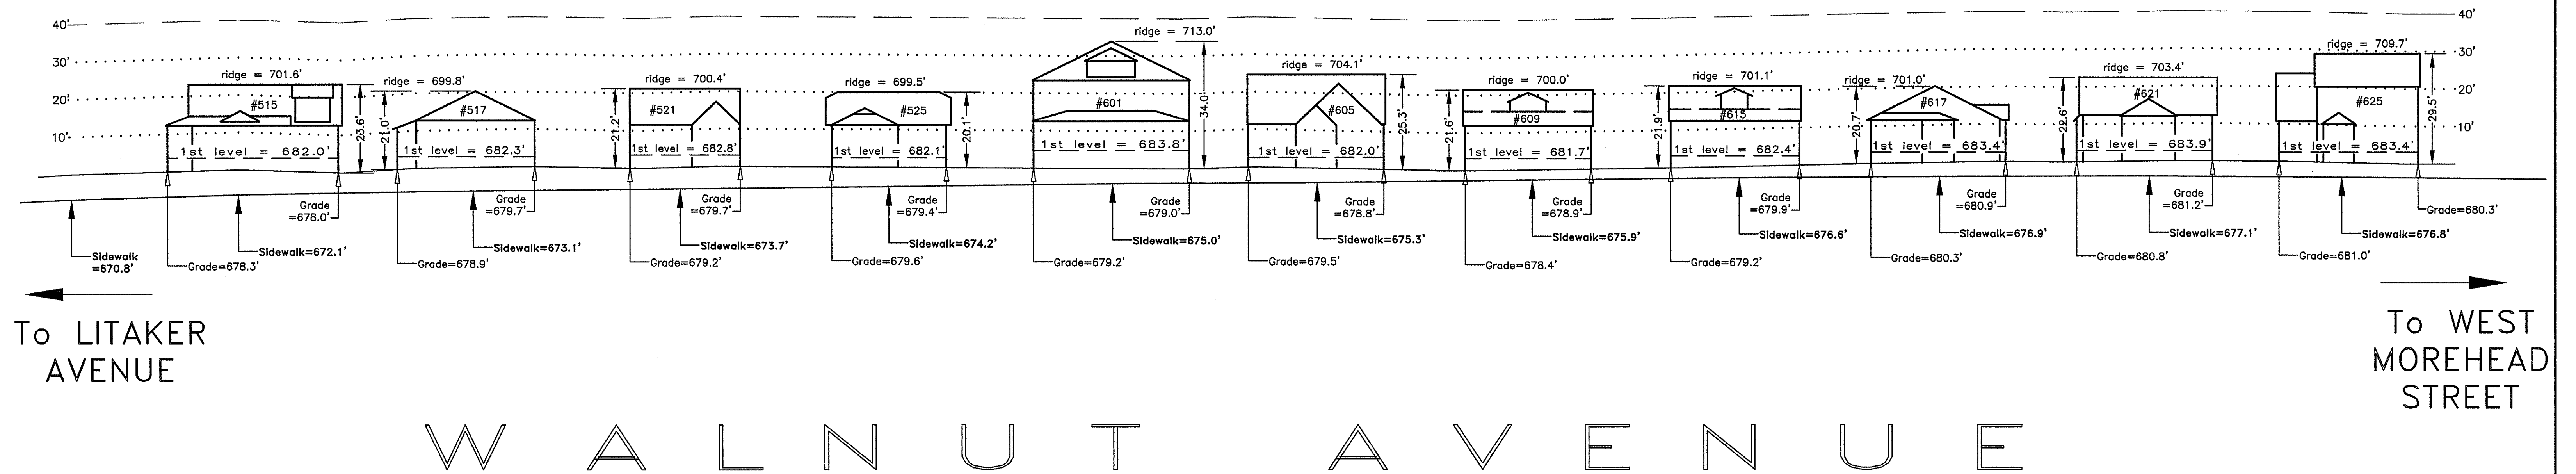 40'
30'
20'
10'
40'
30'
20'
10'
ridge = 701.6'
#515
23.6'
1st level = 682.0'
ridge = 699.8'
21.0'
#517
1st level = 682.3'
ridge = 700.4'
21.2'
#521
1st level = 682.8'
ridge = 699.5'
#525
20.1'
1st level = 682.1'
ridge = 713.0'
#601
34.0'
1st level = 683.8'
ridge = 704.1'
#605
25.3'
1st level = 682.0'
ridge = 700.0'
21.6'
#609
1st level = 681.7'
ridge = 701.1'
21.9'
#615
1st level = 682.4'
ridge = 701.0'
20.7'
#617
1st level = 683.4'
ridge = 703.4'
22.6'
#621
1st level = 683.9'
ridge = 709.7'
#625
29.5'
1st level = 683.4'
Sidewalk
=670.8'
Grade=678.3'
Sidewalk=672.1'
Grade
=678.0'
Grade=678.9'
Sidewalk=673.1'
Grade
=679.7'
Grade=679.2'
Sidewalk=673.7'
Grade
=679.7'
Grade=679.6'
Sidewalk=674.2'
Grade
=679.4'
Grade=679.2'
Sidewalk=675.0'
Grade
=679.0'
Grade=679.5'
Sidewalk=675.3'
Grade
=678.8'
Grade=678.4'
Sidewalk=675.9'
Grade
=678.9'
Grade=679.2'
Sidewalk=676.6'
Grade
=679.9'
Grade=680.3'
Sidewalk=676.9'
Grade
=680.9'
Grade=680.8'
Sidewalk=677.1'
Grade
=681.2'
Grade=681.0'
Sidewalk=676.8'
Grade=680.3'
To LITAKER
AVENUE
To WEST
MOREHEAD
STREET
WALNUT AVENUE